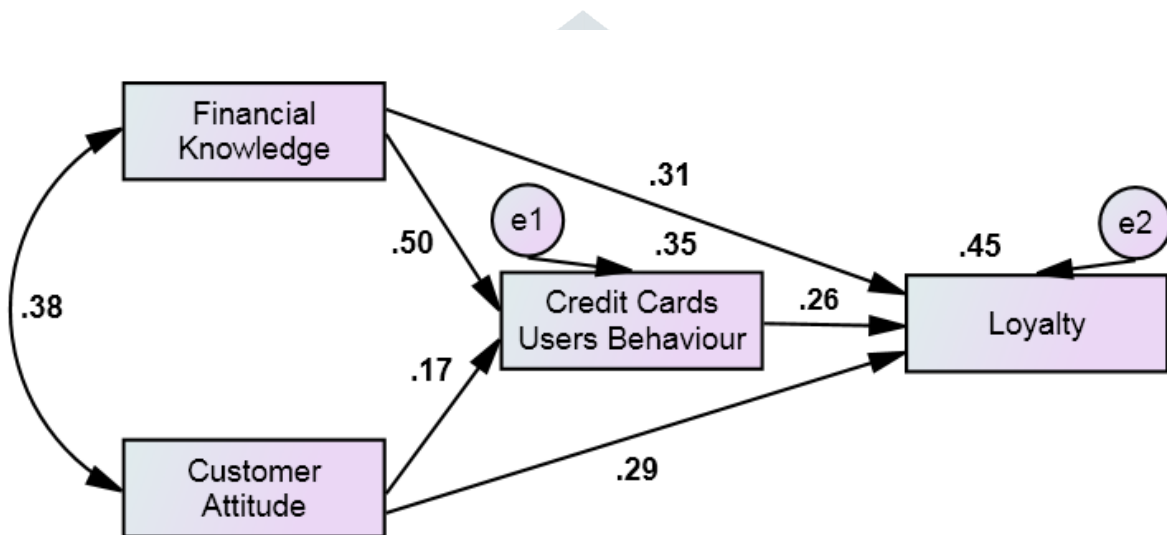 Financial
Knowledge
.31
e1
e2
.50
.35
.45
.38
Credit Cards
Users Behaviour
.26
Loyalty
.17
Customer
Attitude
.29